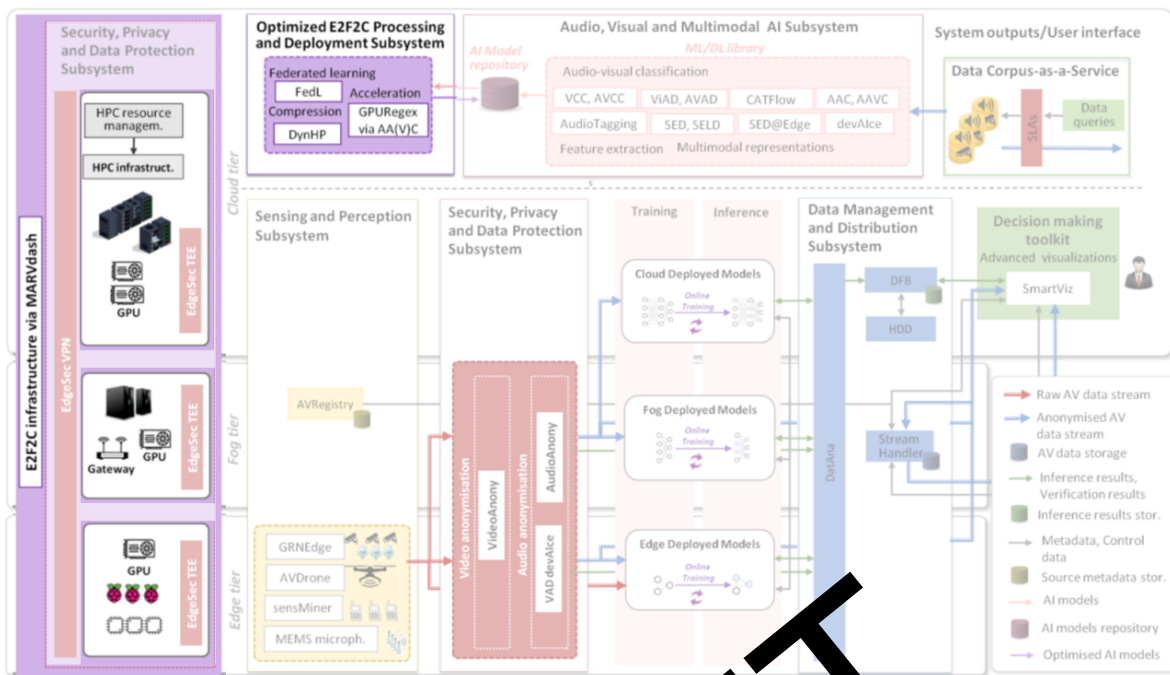 Security, Privacy
and Data Protection
Subsystem
E2F2C infrastructure via MARVdash
EdgeSec VPN
HPC resource
managem.
HPC infrastruct.
GPU
EdgeSec TEE
Gateway
GPU
EdgeSec TEE
GPU
EdgeSec TEE
Cloud tier
Fog tier
Edge tier
Optimized E2F2C Processing
and Deployment Subsystem
Federated learning
FedL
Compression
DynHP
Acceleration
GPURegex
via AA(V)C
Audio, Visual and Multimodal AI Subsystem
AI Model
repository
ML/DL library
Audio-visual classification
VCC, AVCC
ViAD, AVAD
CATFlow
AAC, AAVC
AudioTagging
SED, SELD
SED@Edge
devAIce
Feature extraction
Multimodal representations
System outputs/User interface
Data Corpus-as-a-Service
SLAs
Data
queries
Sensing and Perception
Subsystem
AVRegistry
GRNEdge
AVDrone
sensMiner
MEMS microph.
Security, Privacy
and Data Protection
Subsystem
Video anonymisation
VideoAnony
Audio anonymisation
AudioAnony
VAD devAIce
Training
Inference
Cloud Deployed Models
Online
Training
Fog Deployed Models
Online
Training
Edge Deployed Models
Online
Training
Data Management
and Distribution
Subsystem
DatAna
DFB
HDD
Stream
Handler
Decision making
toolkit
Advanced visualizations
SmartViz
Raw AV data stream
Anonymised AV
data stream
AV data storage
Inference results,
Verification results
Inference results stor.
Metadata, Control
data
Source metadata stor.
AI models
AI models repository
Optimised AI models